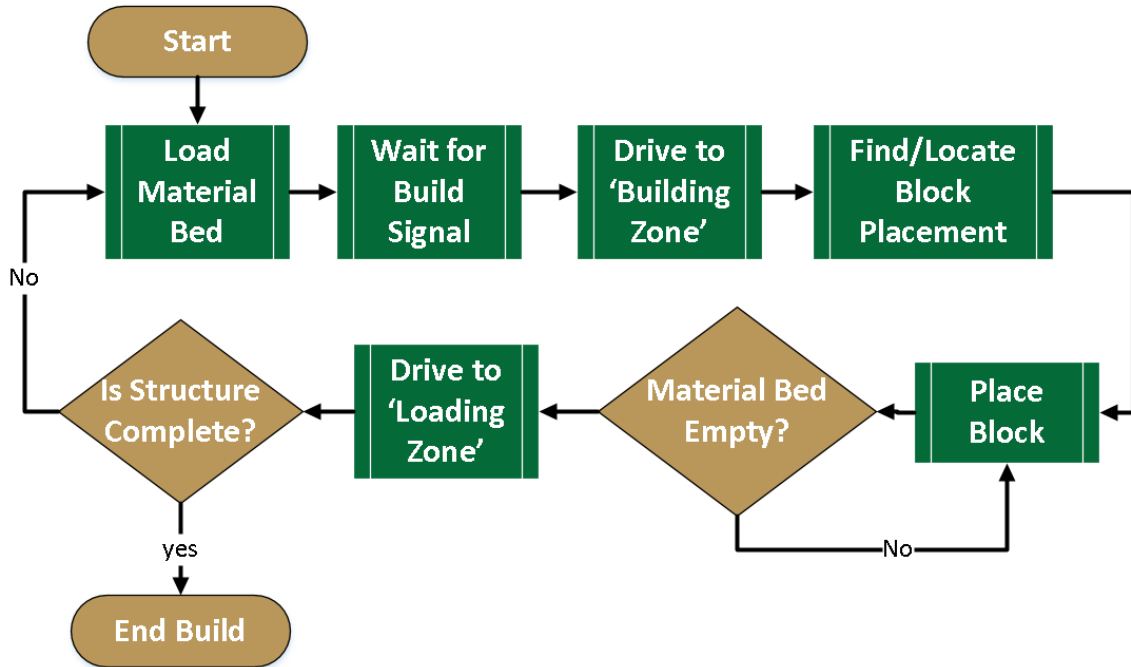 Start
Load
Material
Bed
Wait for
Build
Signal
Drive to
‘Building
Zone’
Find/Locate
Block
Placement
No
Is Structure
Complete?
Drive to
‘Loading
Zone’
Material Bed
Empty?
Place
Block
No
yes
End Build